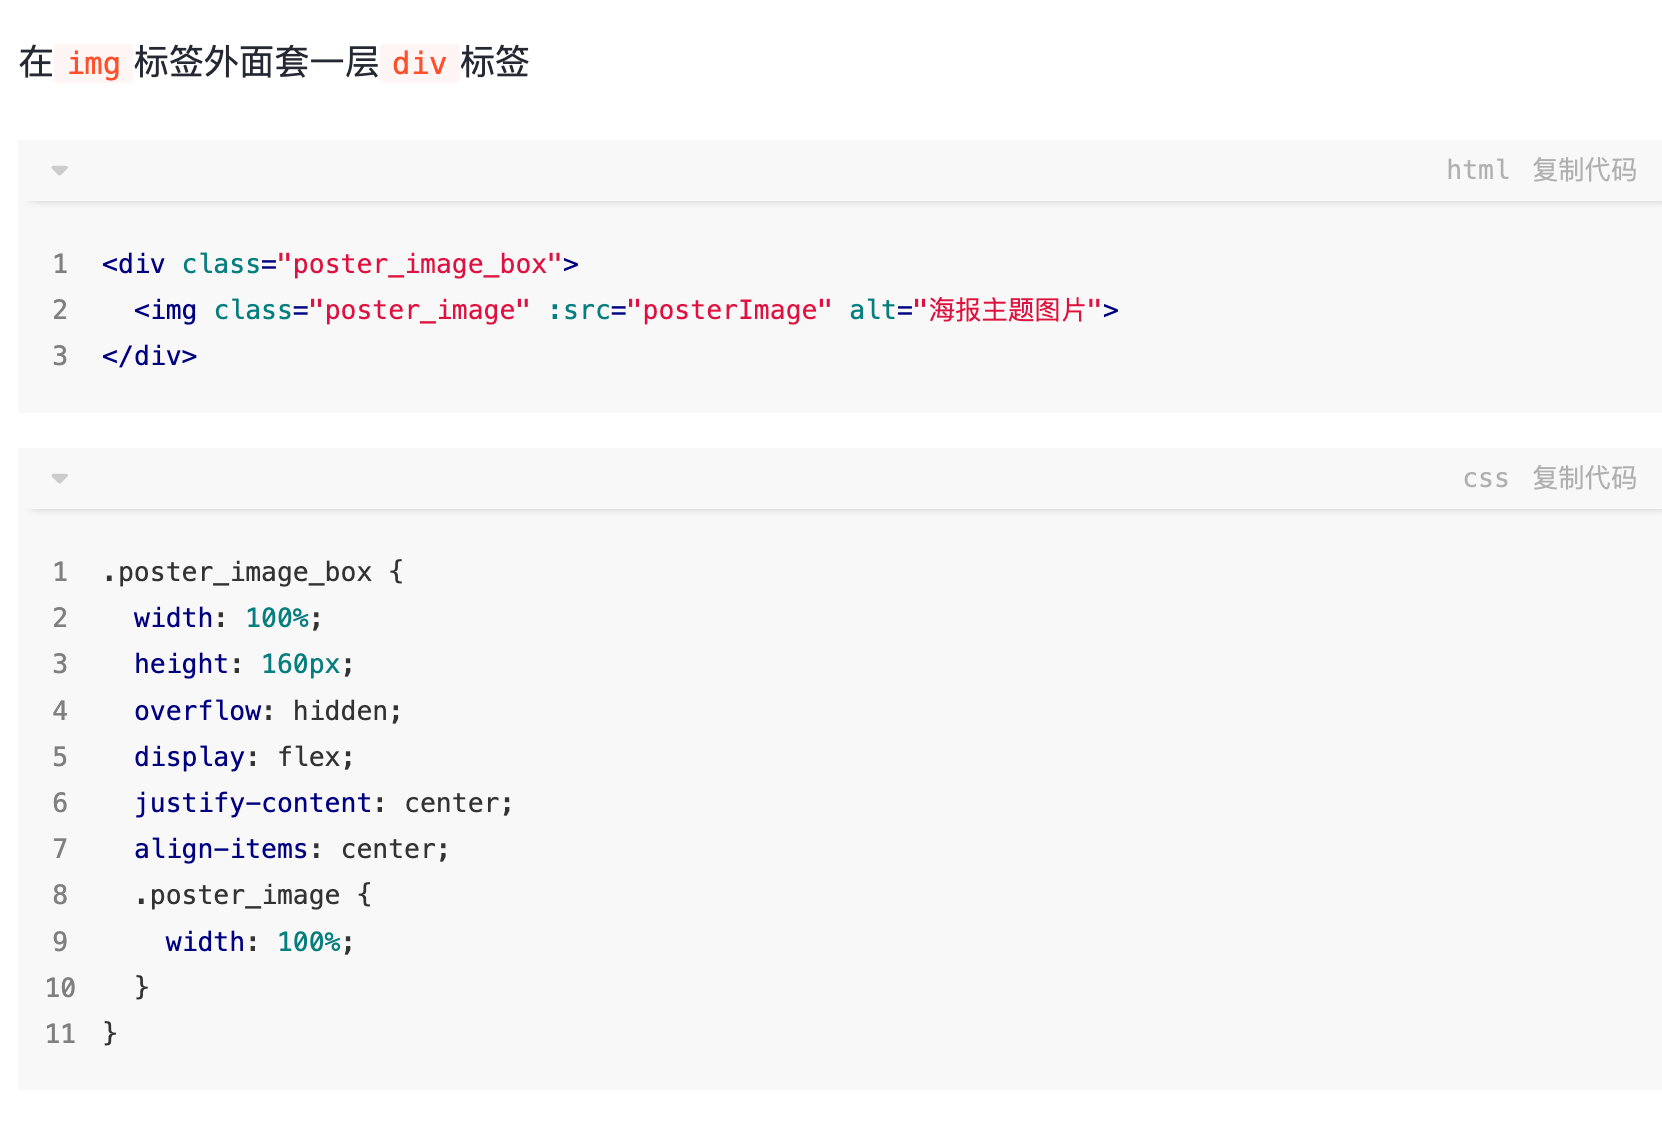 在 img 标签外面套一层 div 标签
html 复制代码
1 <div class="poster_image_box">
2   <img class="poster_image" :src="posterImage" alt="海报主题图片">
3 </div>
css 复制代码
1 .poster_image_box {
2   width: 100%;
3   height: 160px;
4   overflow: hidden;
5   display: flex;
6   justify-content: center;
7   align-items: center;
8   .poster_image {
9     width: 100%;
10   }
11 }